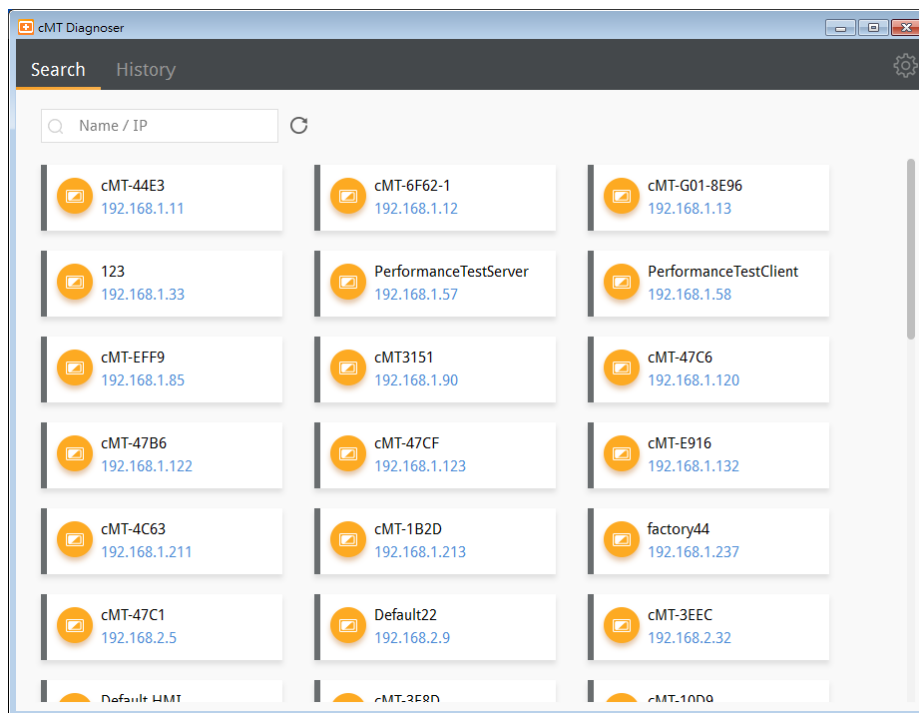 cMT Diagnoser
Search History
Name / IP
cMT-44E3
192.168.1.11
cMT-6F62-1
192.168.1.12
cMT-G01-8E96
192.168.1.13
123
192.168.1.33
PerformanceTestServer
192.168.1.57
PerformanceTestClient
192.168.1.58
cMT-EFF9
192.168.1.85
cMT3151
192.168.1.90
cMT-47C6
192.168.1.120
cMT-47B6
192.168.1.122
cMT-47CF
192.168.1.123
cMT-E916
192.168.1.132
cMT-4C63
192.168.1.211
cMT-1B2D
192.168.1.213
factory44
192.168.1.237
cMT-47C1
192.168.2.5
Default22
192.168.2.9
cMT-3EEC
192.168.2.32
Default HMI
cMT-10D9